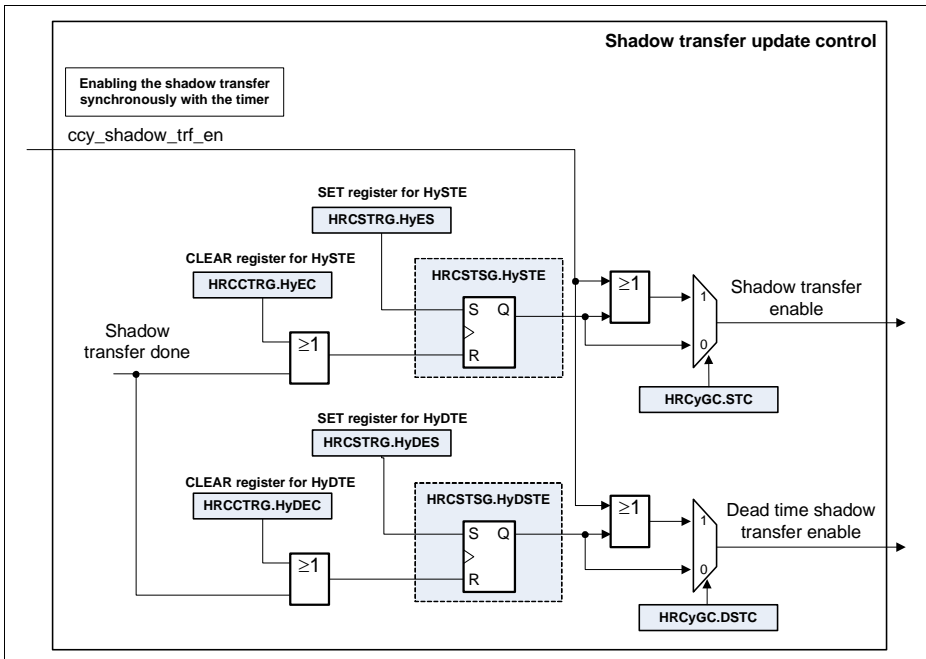 Shadow transfer update control
Enabling the shadow transfer
synchronously with the timer
ccy_shadow_trf_en
SET register for HySTE
HRCSTRG.HyES
CLEAR register for HySTE
HRCCTRG.HyEC
HRCSTSG.HySTE
≥1
S Q
R
≥1
1
0
Shadow transfer
enable
Shadow
transfer done
HRCyGC.STC
SET register for HyDTE
HRCSTRG.HyDES
CLEAR register for HyDTE
HRCCTRG.HyDEC
HRCSTSG.HyDSTE
≥1
S Q
R
≥1
1
0
Dead time shadow
transfer enable
HRCyGC.DSTC